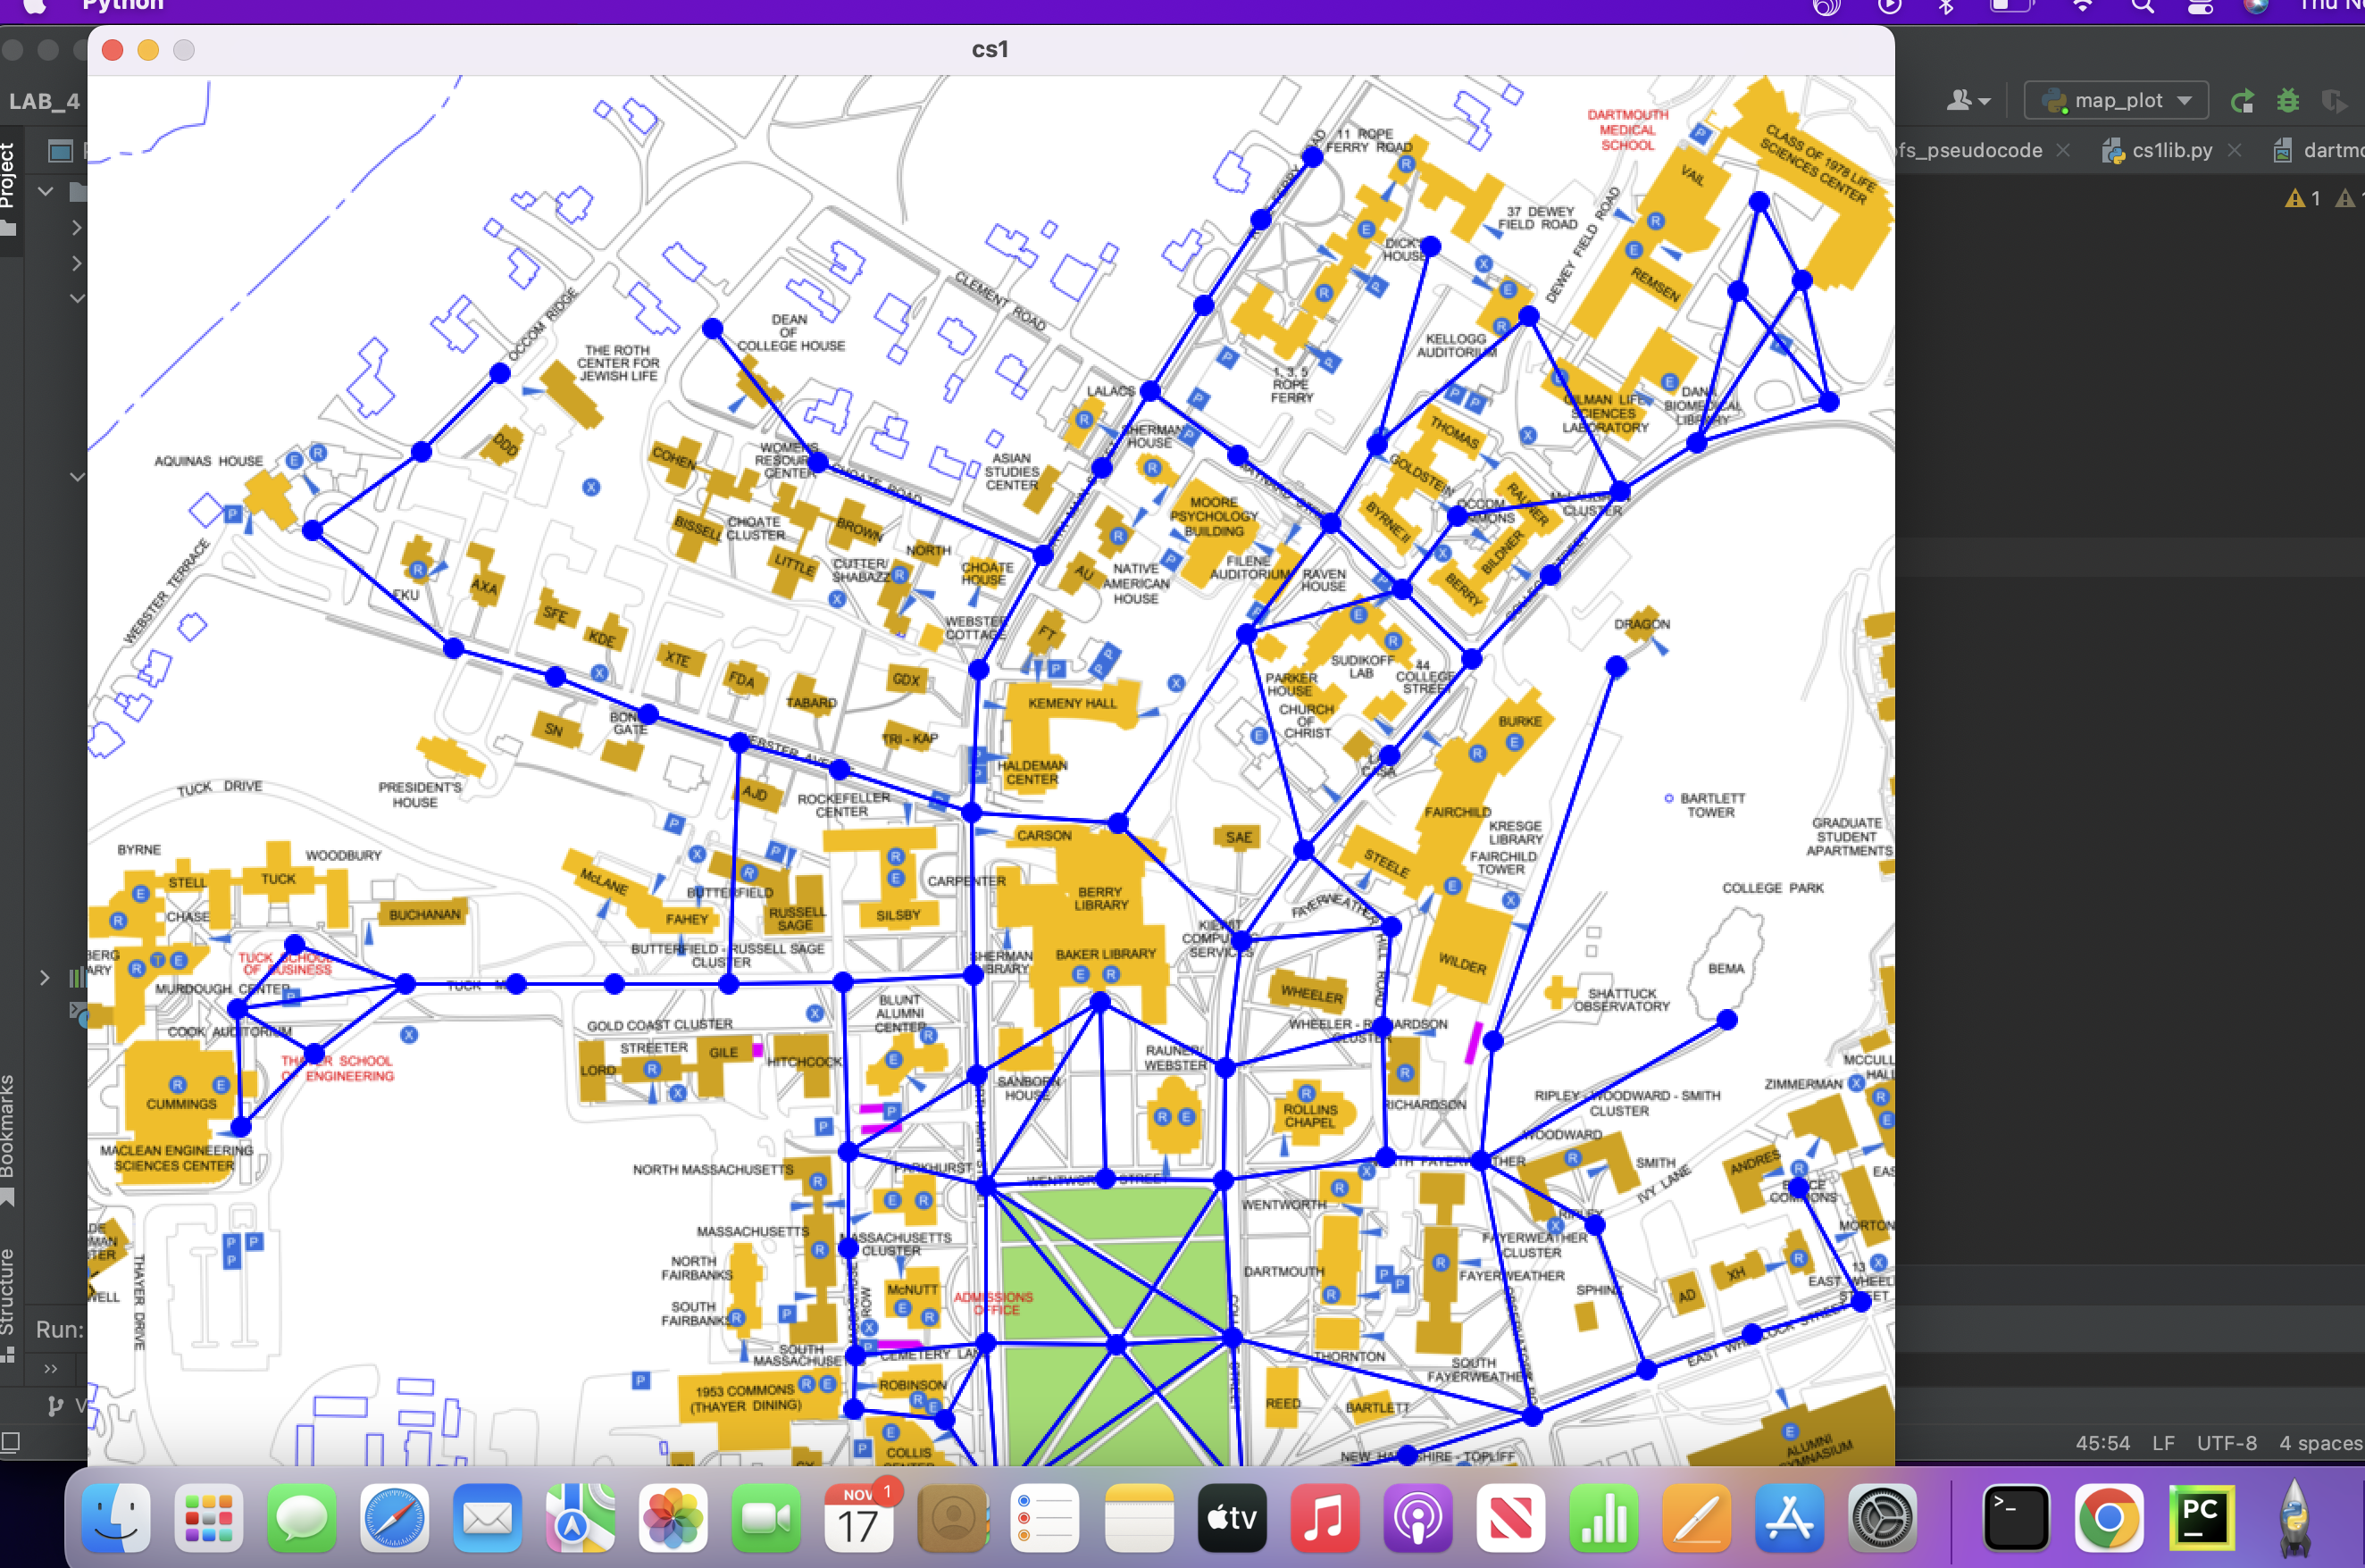 Python
Thu N
cs1
LAB_4
map_plot
Project
fs_pseudocode
cs1lib.py
dartmo
1
11 ROPE
FERRY ROAD
DARTMOUTH
MEDICAL
SCHOOL
CLASS OF 1978 LIFE
SCIENCES CENTER
VAIL
37 DEWEY
FIELD ROAD
DEWEY FIELD ROAD
DICK'S
HOUSE
REMSEN
CLEMENT ROAD
OCCOM RIDGE
DEAN
OF
COLLEGE HOUSE
THE ROTH
CENTER FOR
JEWISH LIFE
KELLOGG
AUDITORIUM
1, 3, 5
ROPE
FERRY
LALACS
SHERMAN
HOUSE
GILMAN LIFE
SCIENCES
LABORATORY
DANA
BIOMEDICAL
LIBRARY
THOMAS
GOLDSTEIN
DDD
AQUINAS HOUSE
COHEN
WOMENS
RESOURCE
CENTER
CHOATE ROAD
ASIAN
STUDIES
CENTER
MAYNARD STREET
MOORE
PSYCHOLOGY
BUILDING
BYRNE II
OCCOM
COMMONS
RAUNER
McLAUGHLIN
CLUSTER
BISSELL
CHOATE
CLUSTER
BROWN
LITTLE
NORTH
CUTTER/
SHABAZZ
CHOATE
HOUSE
AU
NATIVE
AMERICAN
HOUSE
FILENE
AUDITORIUM
RAVEN
HOUSE
BERRY
BILDNER
WEBSTER TERRACE
AXA
SFE
KDE
XTE
FDA
TABARD
GDX
WEBSTER
COTTAGE
FT
SUDIKOFF
LAB
44
COLLEGE
STREET
PARKER
HOUSE
CHURCH
OF
CHRIST
DRAGON
KEMENY HALL
SN
TRI - KAP
HALDEMAN
CENTER
LA
CASA
BURKE
WEBSTER AVE
TUCK DRIVE
PRESIDENT'S
HOUSE
AJD
ROCKEFELLER
CENTER
CARSON
SAE
FAIRCHILD
KRESGE
LIBRARY
BARTLETT
TOWER
GRADUATE
STUDENT
APARTMENTS
BYRNE
WOODBURY
STELL
TUCK
CHASE
BUCHANAN
McLANE
FAHEY
BUTTERFIELD
RUSSELL
SAGE
SILSBY
CARPENTER
BERRY
LIBRARY
STEELE
FAIRCHILD
TOWER
COLLEGE PARK
FAYERWEATHER
HILL ROAD
BUTTERFIELD - RUSSELL SAGE
CLUSTER
SHERMAN
LIBRARY
BAKER LIBRARY
KIEWIT
COMPUTING
SERVICES
WILDER
BEMA
TUCK SCHOOL
OF BUSINESS
MURDOUGH CENTER
COOK AUDITORIUM
THAYER SCHOOL
OF ENGINEERING
BLUNT
ALUMNI
CENTER
WHEELER
SHATTUCK
OBSERVATORY
GOLD COAST CLUSTER
STREETER
GILE
LORD
HITCHCOCK
SANBORN
HOUSE
RAUNER/
WEBSTER
WHEELER - RICHARDSON
CLUSTER
CUMMINGS
MACLEAN ENGINEERING
SCIENCES CENTER
ROLLINS
CHAPEL
RICHARDSON
RIPLEY - WOODWARD - SMITH
CLUSTER
ZIMMERMAN
WOODWARD
SMITH
IVY LANE
ANDRES
NORTH MASSACHUSETTS
PARKHURST
WENTWORTH STREET
NORTH FAYERWEATHER
WENTWORTH
MASSACHUSETTS
MASSACHUSETTS
CLUSTER
NORTH
FAIRBANKS
SOUTH
FAIRBANKS
McNUTT
ADMISSIONS
OFFICE
DARTMOUTH
RIPLEY
FAYERWEATHER
CLUSTER
FAYERWEATHER
SPHINX
AD
XH
MORTON
13
EAST WHEEL
STREET
EAST WHEELOCK STREET
THAYER DRIVE
SOUTH
MASSACHUSE
CEMETERY LANE
THORNTON
SOUTH
FAYERWEATHER
1953 COMMONS
(THAYER DINING)
ROBINSON
COLLIS
REED
BARTLETT
NEW HAMPSHIRE - TOPLIFF
ALUMNI
GYMNASIUM
Bookmarks
Structure
Run:
45:54
LF
UTF-8
4 spaces
NOV
17
1
tv
PC